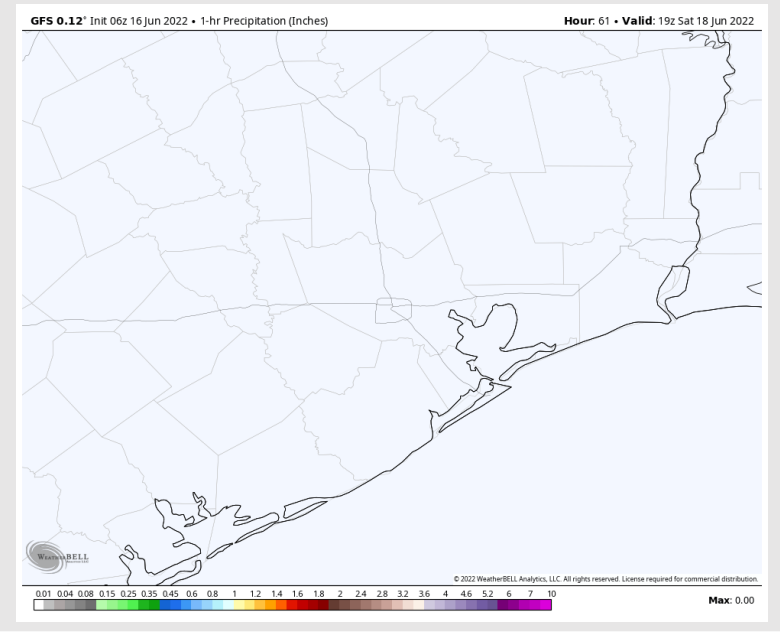 GFS 0.12° Init 06z 16 Jun 2022 • 1-hr Precipitation (Inches)
Hour: 61 • Valid: 19z Sat 18 Jun 2022
WEATHERBELL
© 2022 WeatherBELL Analytics, LLC. All rights reserved. License required for commercial distribution.
0.01 0.04 0.08 0.15 0.25 0.35 0.45 0.6 0.8 1 1.2 1.4 1.6 1.8 2 2.4 2.8 3.2 3.6 4 4.6 5.2 6 7 10
Max: 0.00